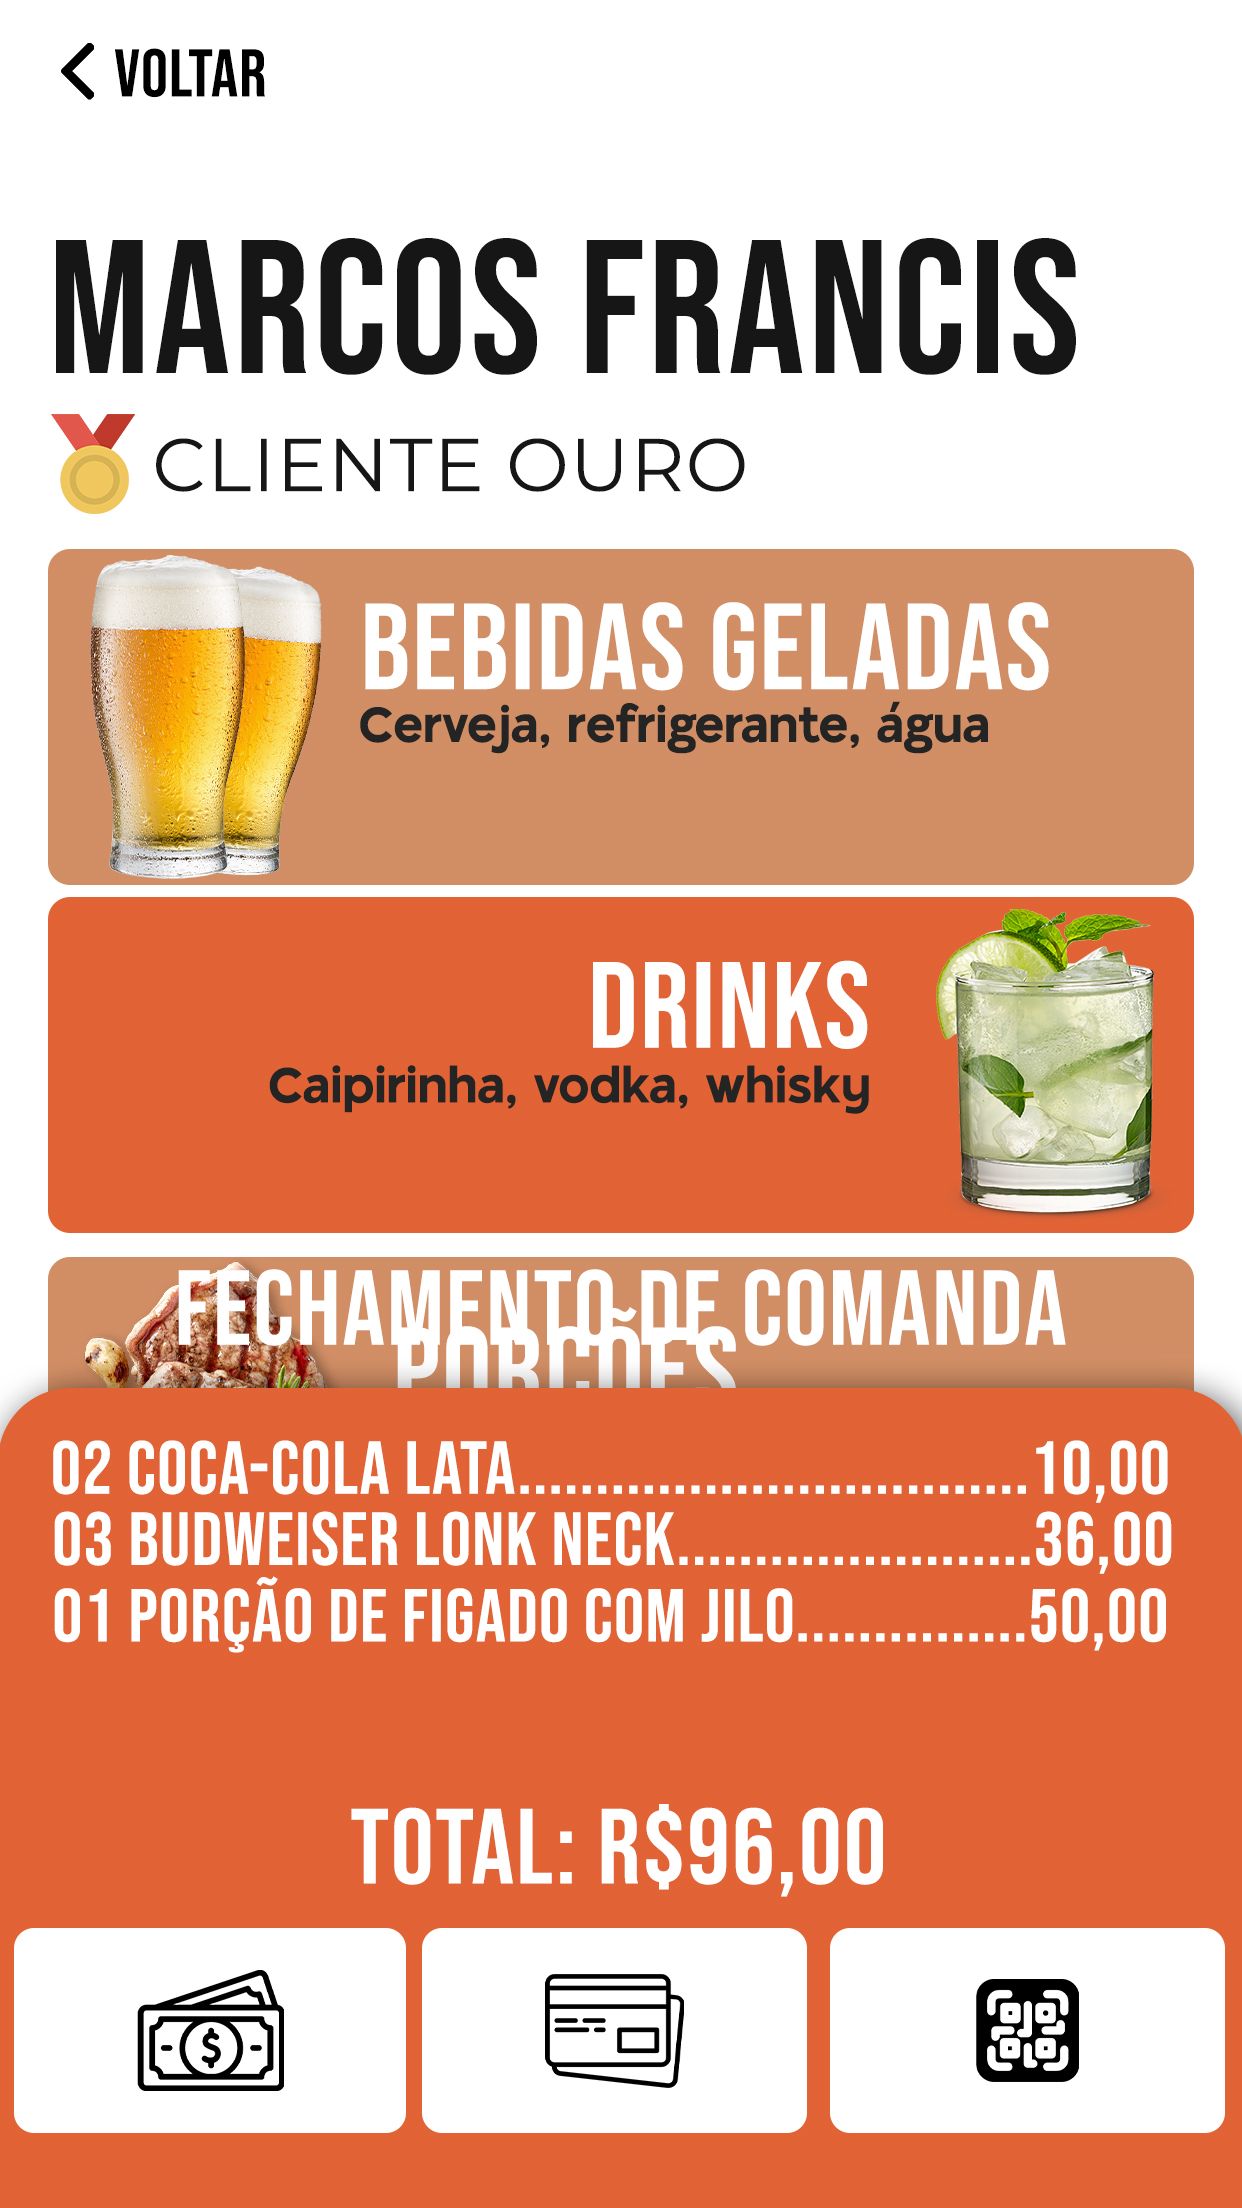 VOLTAR
MARCOS FRANCIS
CLIENTE OURO
BEBIDAS GELADAS
Cerveja, refrigerante, água
DRINKS
Caipirinha, vodka, whisky
FECHAMENTO DE COMANDA
PORÇÕES
02 COCA-COLA LATA.................................10,00
03 BUDWEISER LONK NECK.......................36,00
01 PORÇÃO DE FIGADO COM JILO...............50,00
TOTAL: R$96,00
$